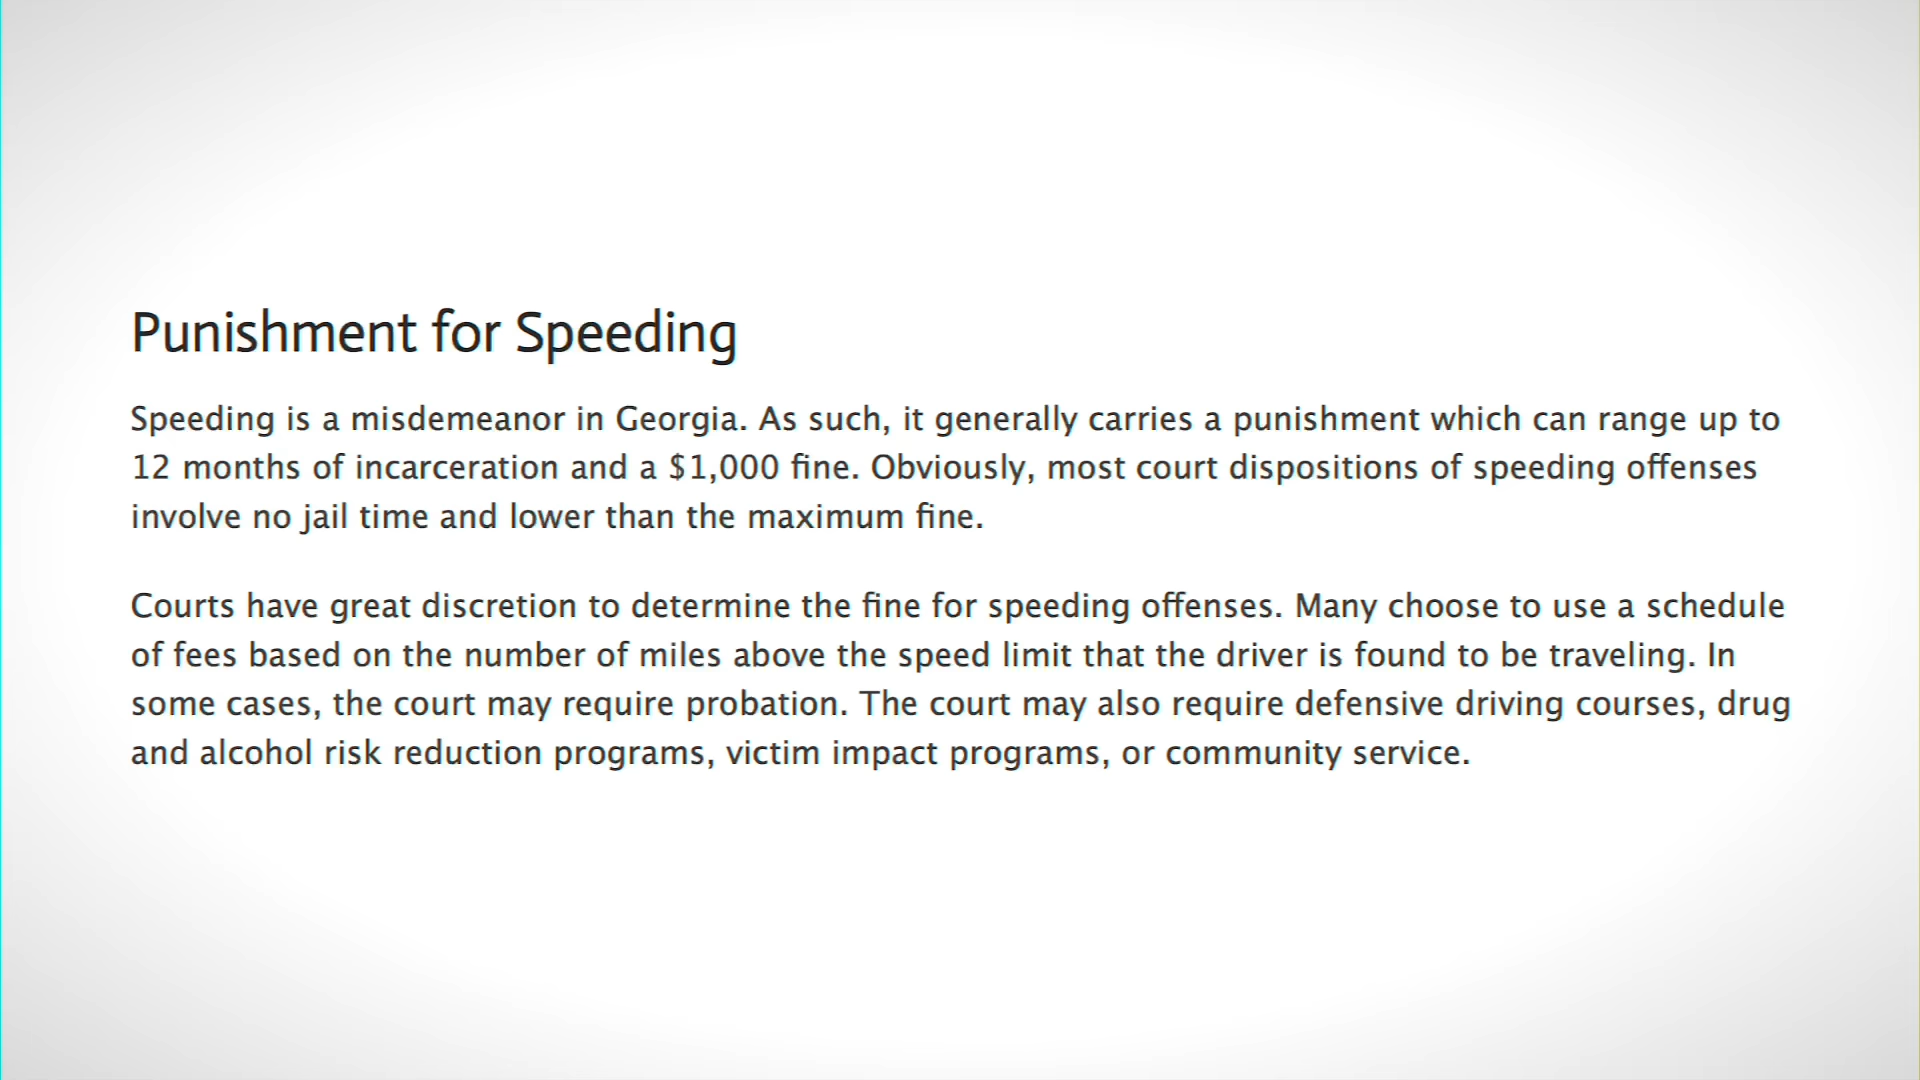 Punishment for Speeding
Speeding is a misdemeanor in Georgia. As such, it generally carries a punishment which can range up to
12 months of incarceration and a $1,000 fine. Obviously, most court dispositions of speeding offenses
involve no jail time and lower than the maximum fine.
Courts have great discretion to determine the fine for speeding offenses. Many choose to use a schedule
of fees based on the number of miles above the speed limit that the driver is found to be traveling. In
some cases, the court may require probation. The court may also require defensive driving courses, drug
and alcohol risk reduction programs, victim impact programs, or community service.